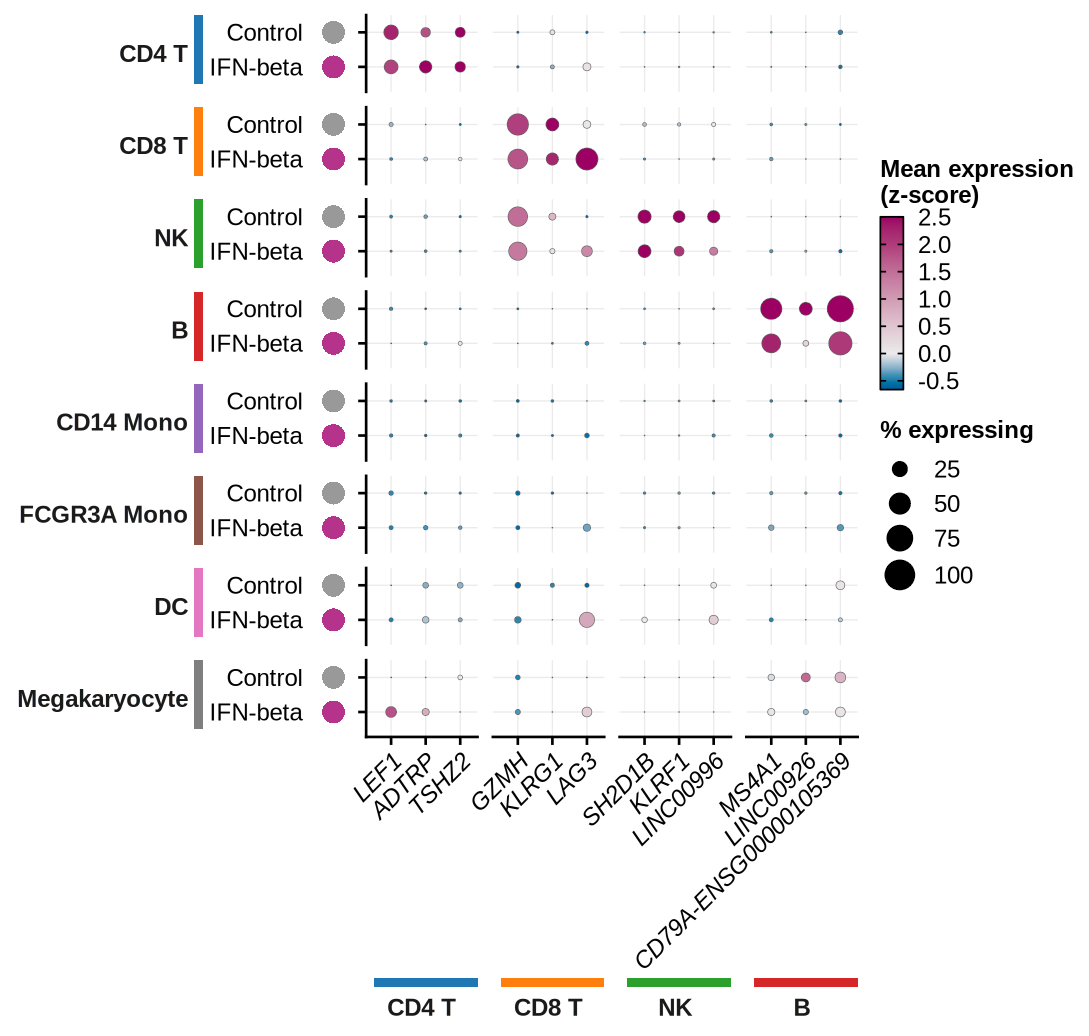 CD4 T
Control
IFN-beta
CD8 T
Control
IFN-beta
NK
Control
IFN-beta
B
Control
IFN-beta
CD14 Mono
Control
IFN-beta
FCGR3A Mono
Control
IFN-beta
DC
Control
IFN-beta
Megakaryocyte
Control
IFN-beta
LEF1
ADTRP
TSHZ2
GZMH
KLRG1
LAG3
SH2D1B
KLRF1
LINC00996
MS4A1
LINC00926
CD79A-ENSG00000105369
CD4 T
CD8 T
NK
B
Mean expression
(z-score)
2.5
2.0
1.5
1.0
0.5
0.0
-0.5
% expressing
25
50
75
100